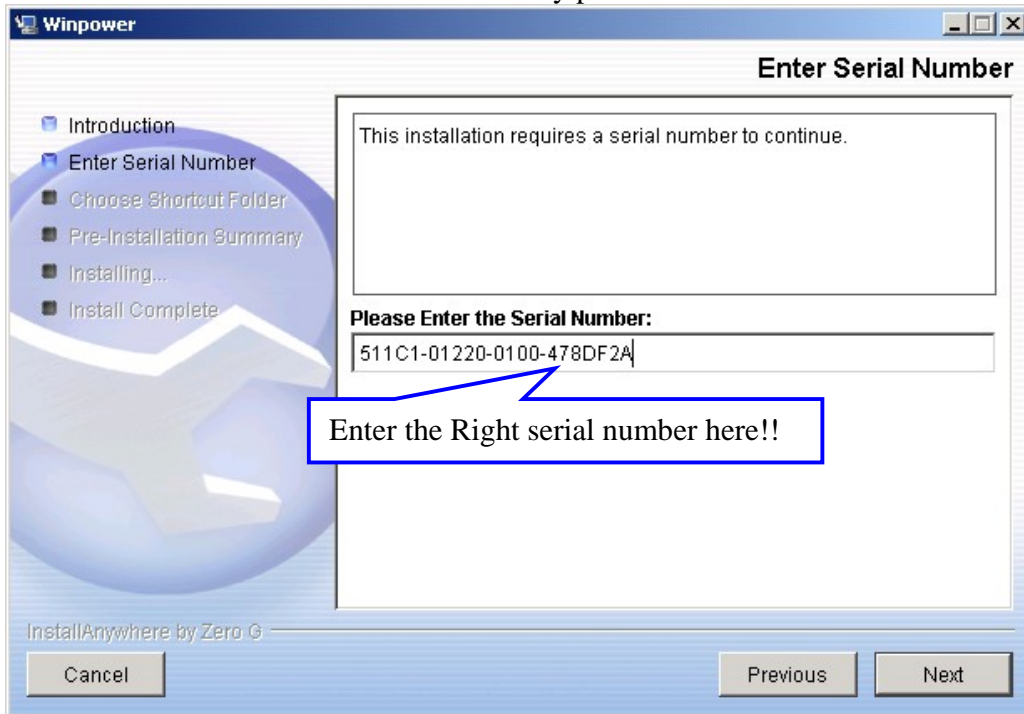 Winpower
Enter Serial Number
Introduction
Enter Serial Number
Choose Shortcut Folder
Pre-Installation Summary
Installing...
Install Complete
This installation requires a serial number to continue.
Please Enter the Serial Number:
511C1-01220-0100-478DF2A
Enter the Right serial number here!!
InstallAnywhere by Zero G
Cancel
Previous
Next